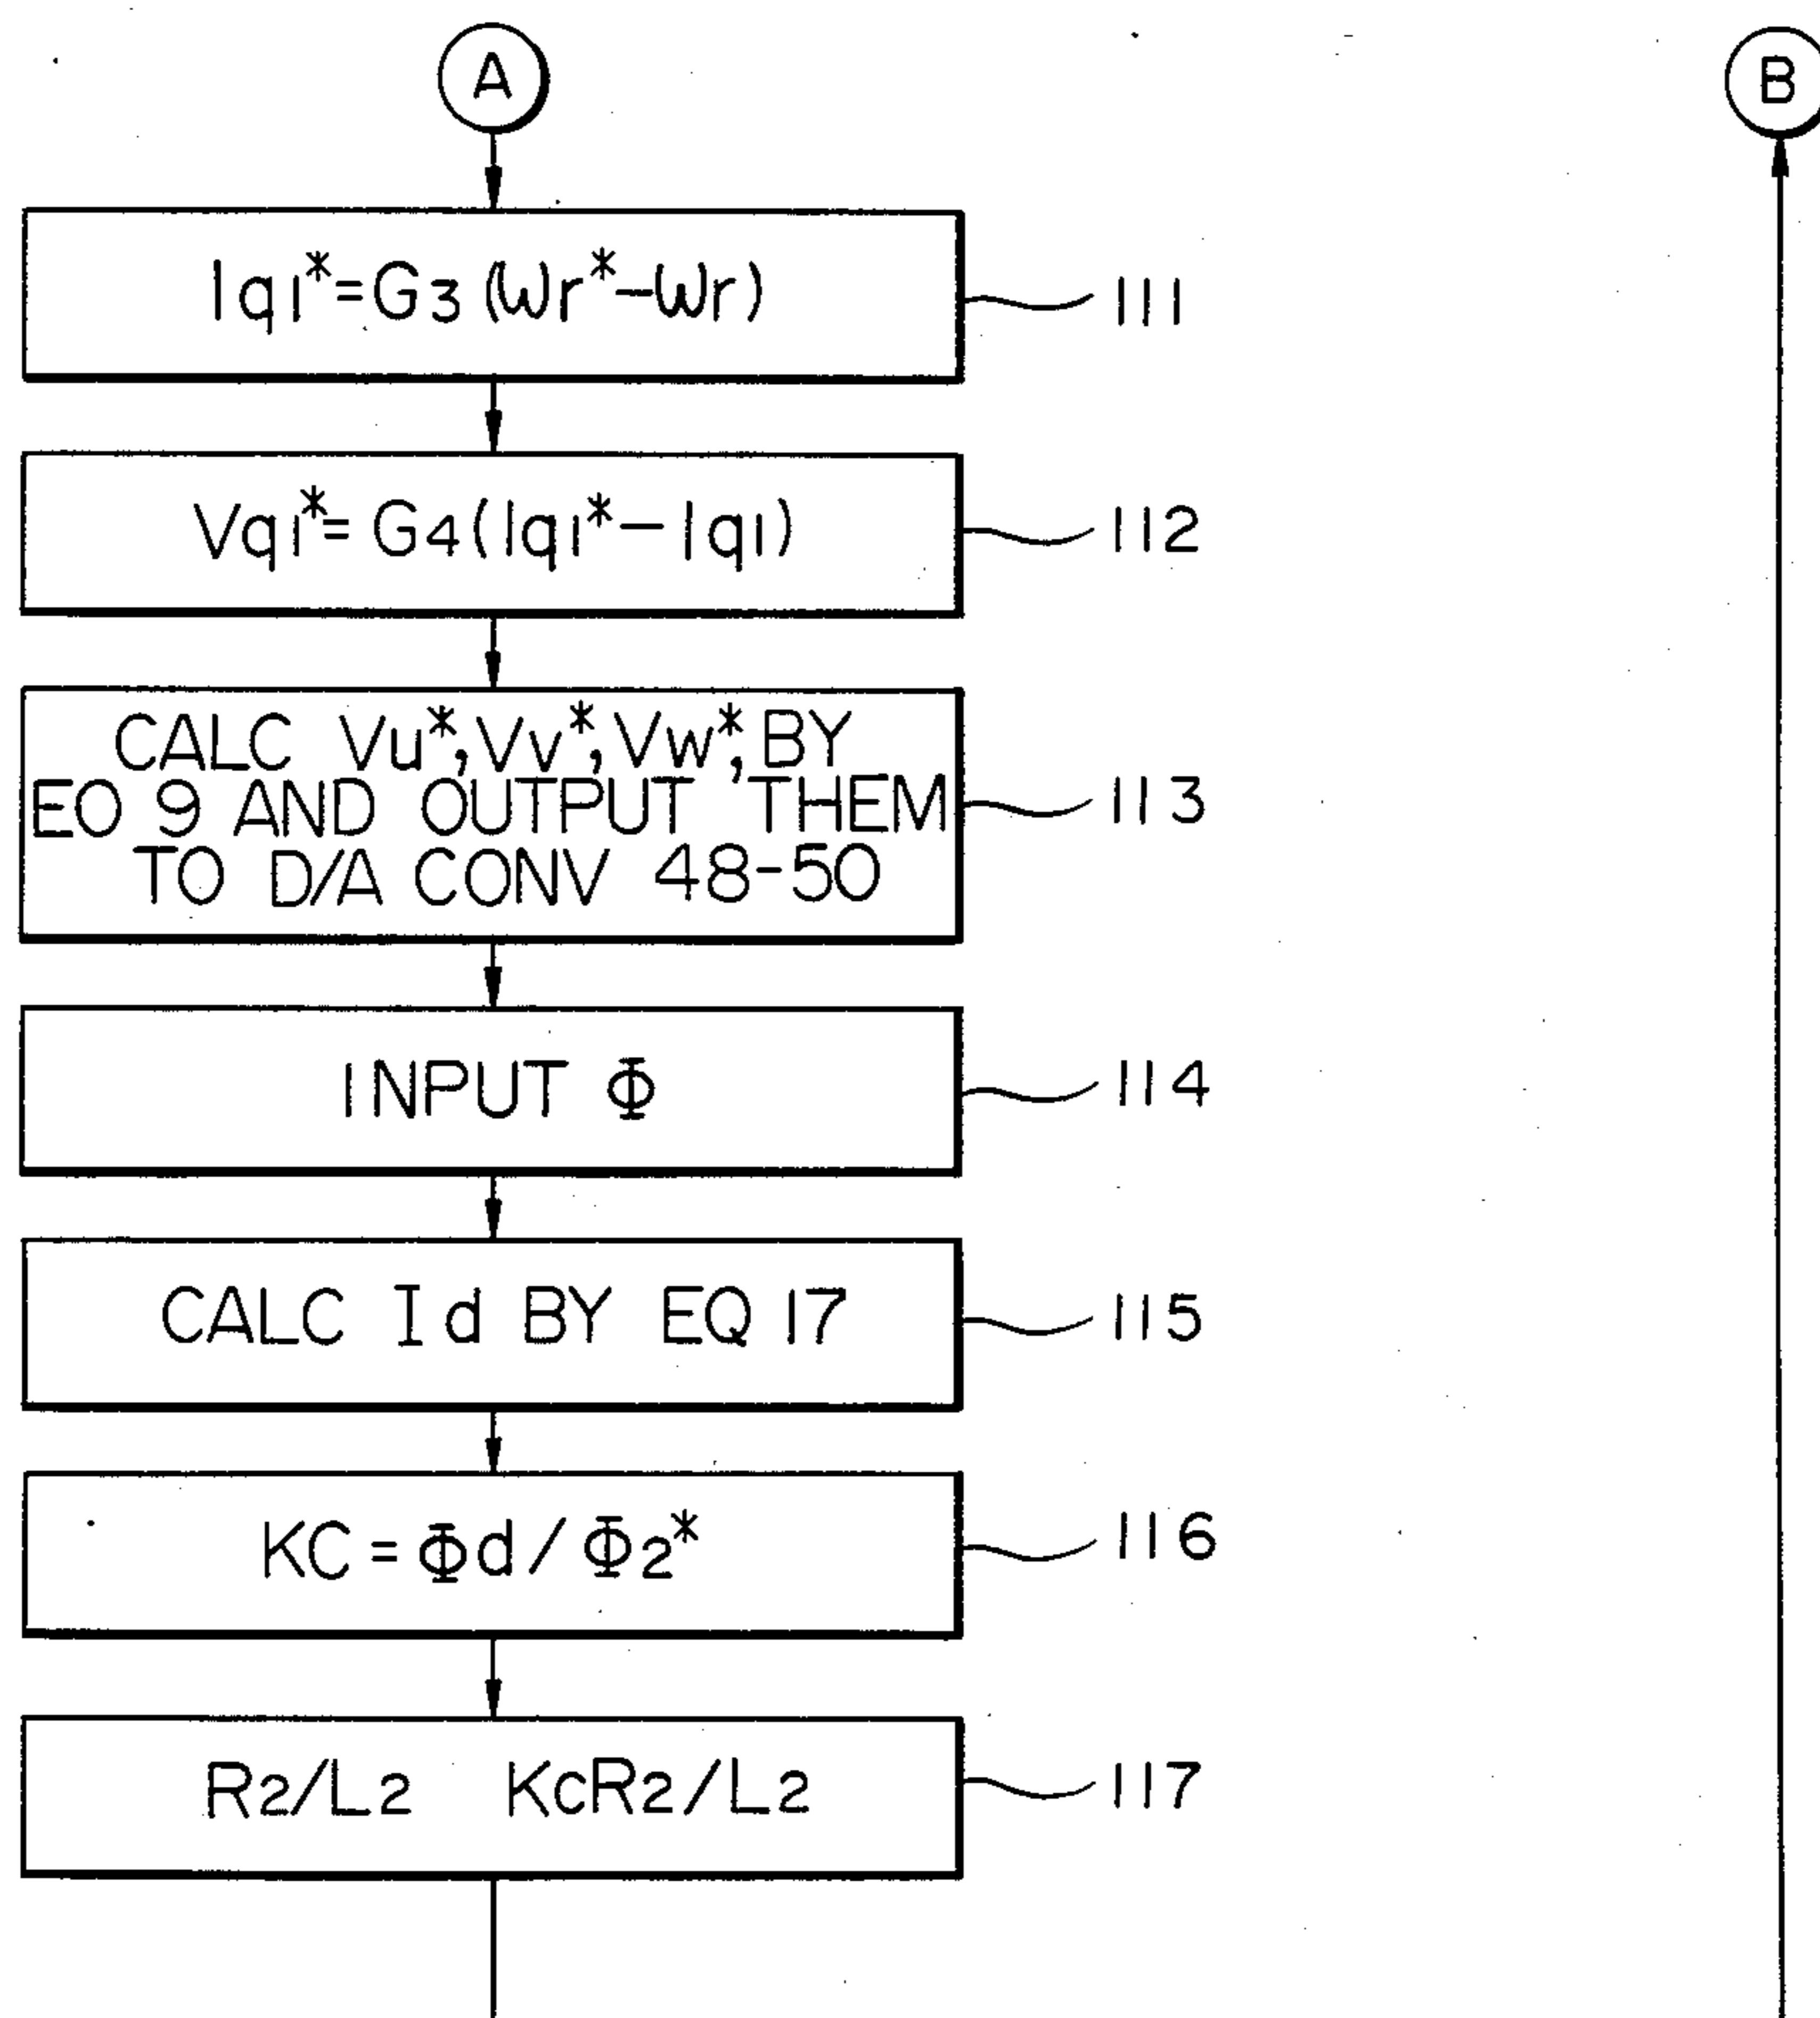 A
B
Iq1*=G3(ωr*-ωr)
111
Vq1*=G4(Iq1*-Iq1)
112
CALC Vu*,Vv*,Vw*, BY
EO 9 AND OUTPUT THEM
TO D/A CONV 48-50
113
INPUT Φ
114
CALC Id BY EQ 17
115
KC=Φd/Φ2*
116
R2/L2 KCR2/L2
117